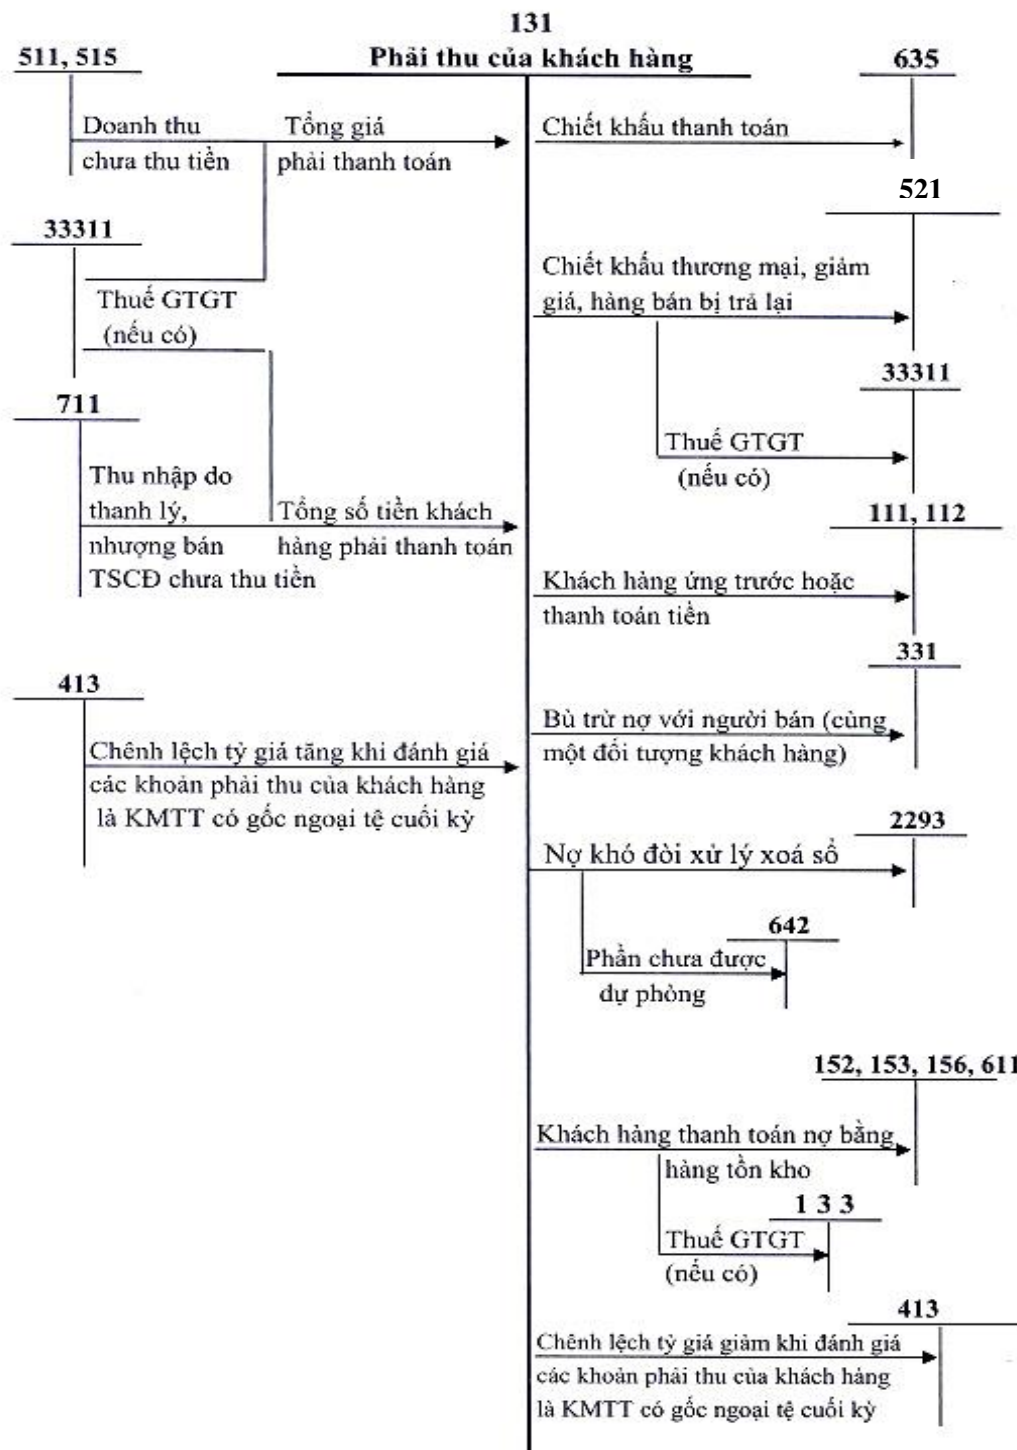 131
Phải thu của khách hàng
511, 515
Doanh thu
chưa thu tiền
Tổng giá
phải thanh toán
33311
Thuế GTGT
(nếu có)
711
Thu nhập do
thanh lý,
nhượng bán
TSCĐ chưa thu tiền
Tổng số tiền khách
hàng phải thanh toán
413
Chênh lệch tỷ giá tăng khi đánh giá
các khoản phải thu của khách hàng
là KMTT có gốc ngoại tệ cuối kỳ
635
Chiết khấu thanh toán
521
Chiết khấu thương mại, giảm
giá, hàng bán bị trả lại
33311
Thuế GTGT
(nếu có)
111, 112
Khách hàng ứng trước hoặc
thanh toán tiền
331
Bù trừ nợ với người bán (cùng
một đối tượng khách hàng)
2293
Nợ khó đòi xử lý xoá sổ
642
Phần chưa được
dự phòng
152, 153, 156, 611
Khách hàng thanh toán nợ bằng
hàng tồn kho
1 3 3
Thuế GTGT
(nếu có)
413
Chênh lệch tỷ giá giảm khi đánh giá
các khoản phải thu của khách hàng
là KMTT có gốc ngoại tệ cuối kỳ